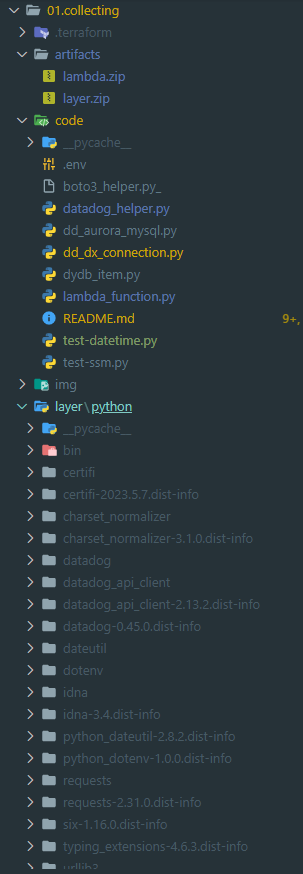 01.collecting
.terraform
artifacts
lambda.zip
layer.zip
code
__pycache__
.env
boto3_helper.py_
datadog_helper.py
dd_aurora_mysql.py
dd_dx_connection.py
dydb_item.py
lambda_function.py
README.md 9+,
test-datetime.py
test-ssm.py
img
layer\python
__pycache__
bin
certifi
certifi-2023.5.7.dist-info
charset_normalizer
charset_normalizer-3.1.0.dist-info
datadog
datadog_api_client
datadog_api_client-2.13.2.dist-info
datadog-0.45.0.dist-info
dateutil
dotenv
idna
idna-3.4.dist-info
python_dateutil-2.8.2.dist-info
python_dotenv-1.0.0.dist-info
requests
requests-2.31.0.dist-info
six-1.16.0.dist-info
typing_extensions-4.6.3.dist-info